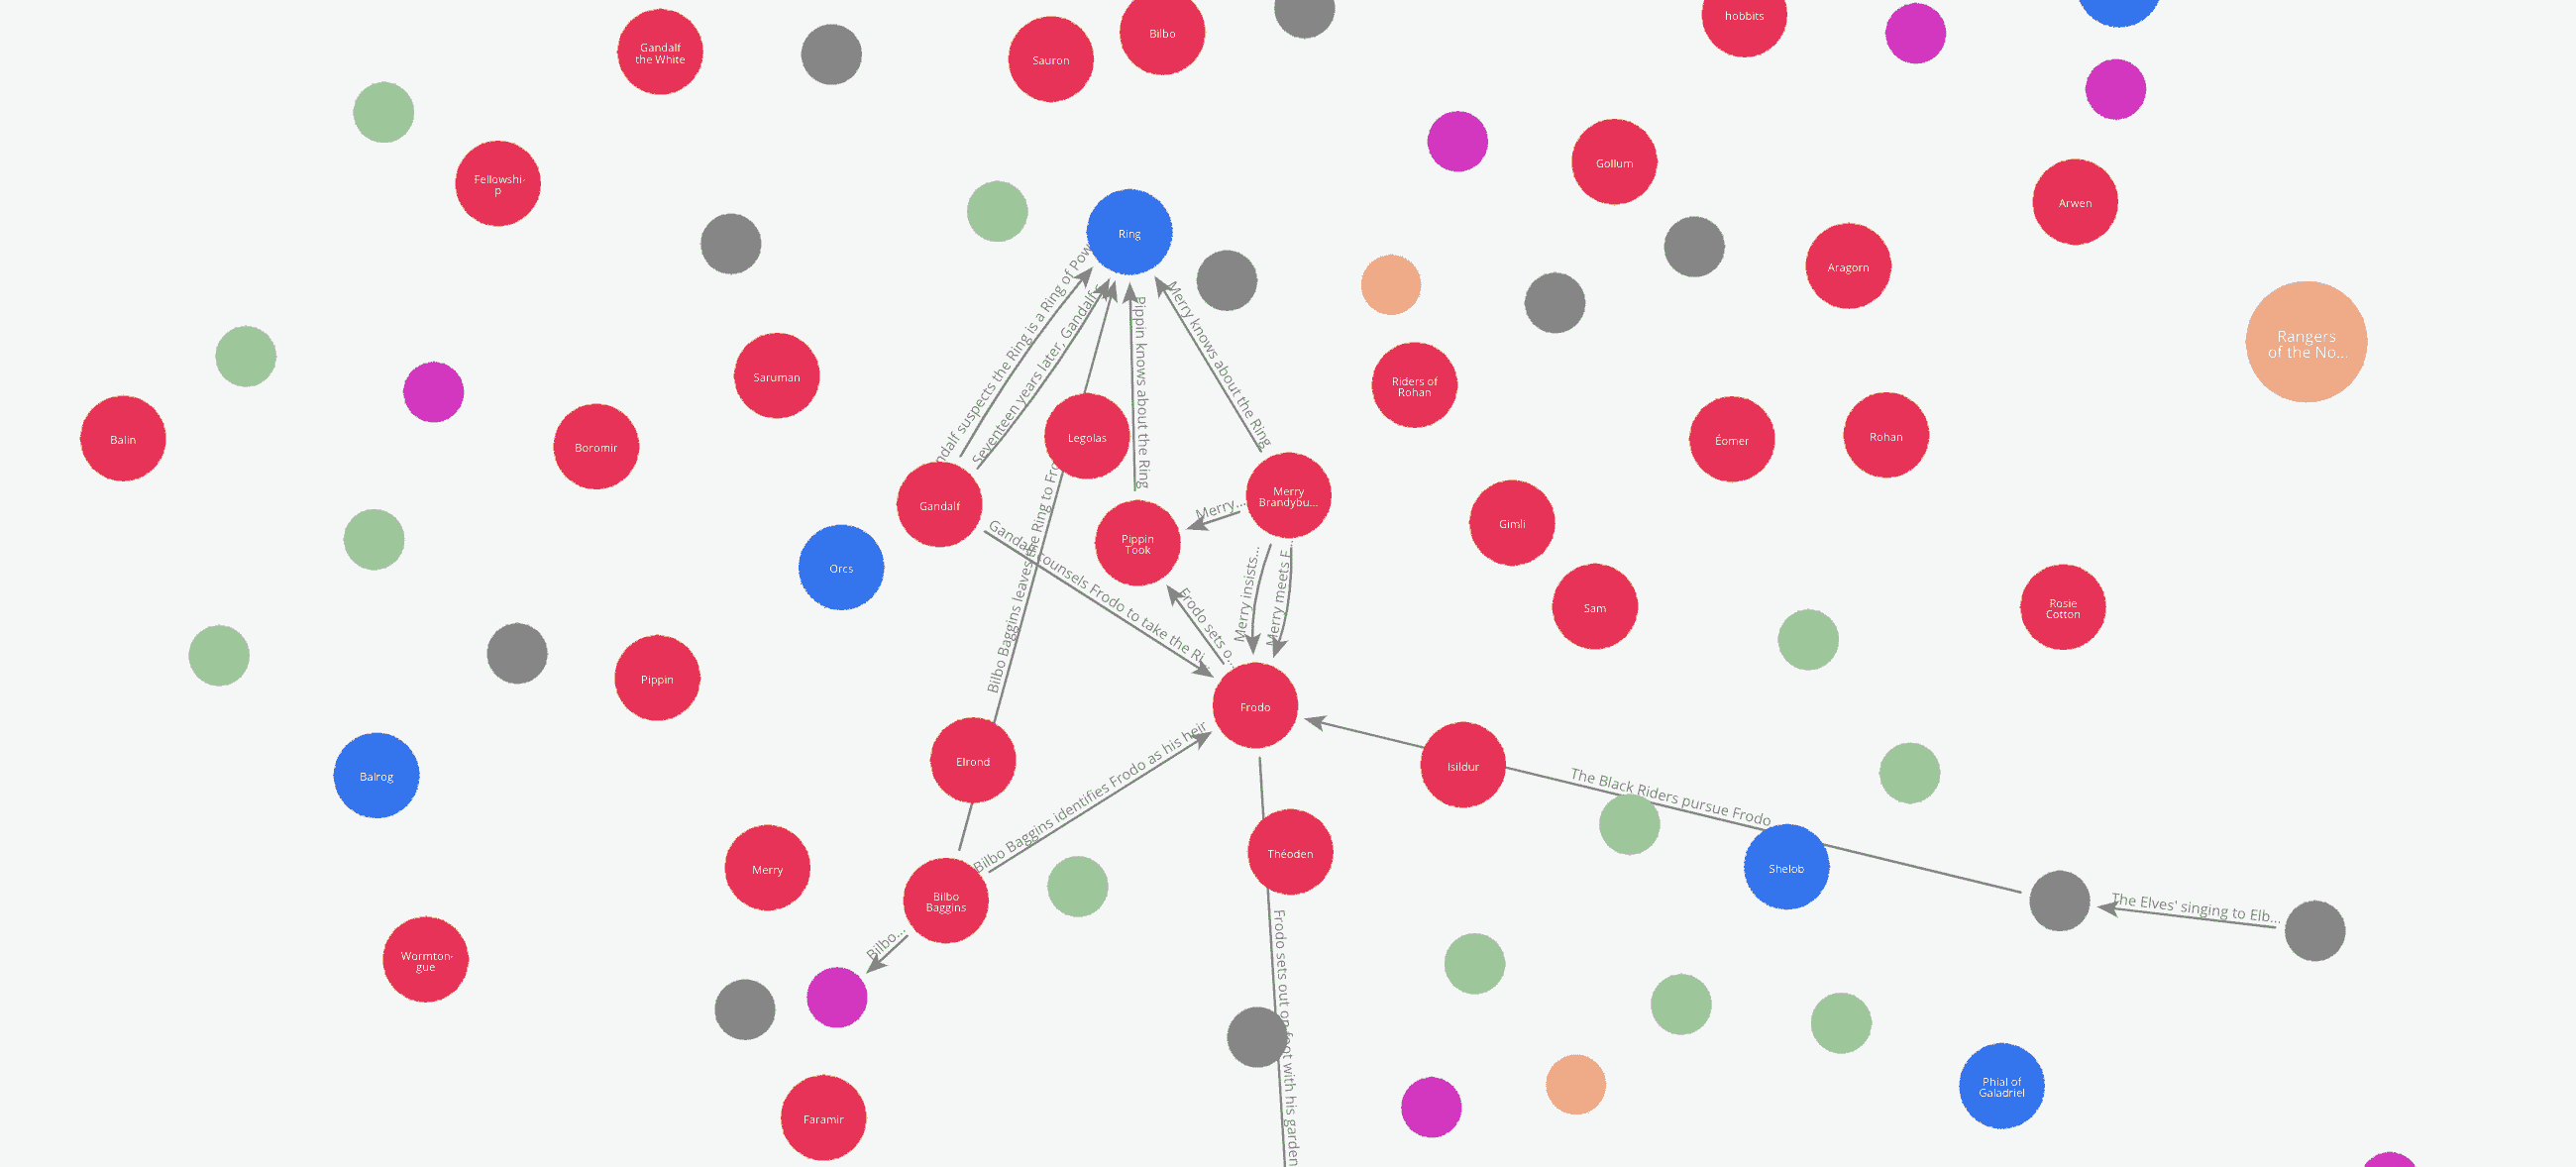 hobbits
Bilbo
Gandalf
the White
Sauron
Gollum
Fellowshi-
p
Arwen
Ring
Aragorn
Rangers
of the No...
suspects the Ring is a Ring of
Seventeen years later, Gandalf
Pippin knows about the Ring
Merry knows about the Ring
Saruman
Riders of
Rohan
Balin
Boromir
Legolas
Éomer
Rohan
Gandalf
Merry
Brandybu...
Merry...
Pippin
Took
Gimli
Orcs
Gandalf counsels Frodo to take the Ri...
Bilbo Baggins leaves the Ring to
Merry insists...
Merry meets F...
Frodo sets o...
Sam
Rosie
Cotton
Pippin
Frodo
Elrond
Isildur
Balrog
Bilbo Baggins identifies Frodo as his heir
The Black Riders pursue Frodo
Théoden
Merry
Shelob
Bilbo
Baggins
The Elves' singing to Elb...
Bilbo...
Wormton-
gue
Frodo sets out on foot with his garden
Phial of
Galadriel
Faramir